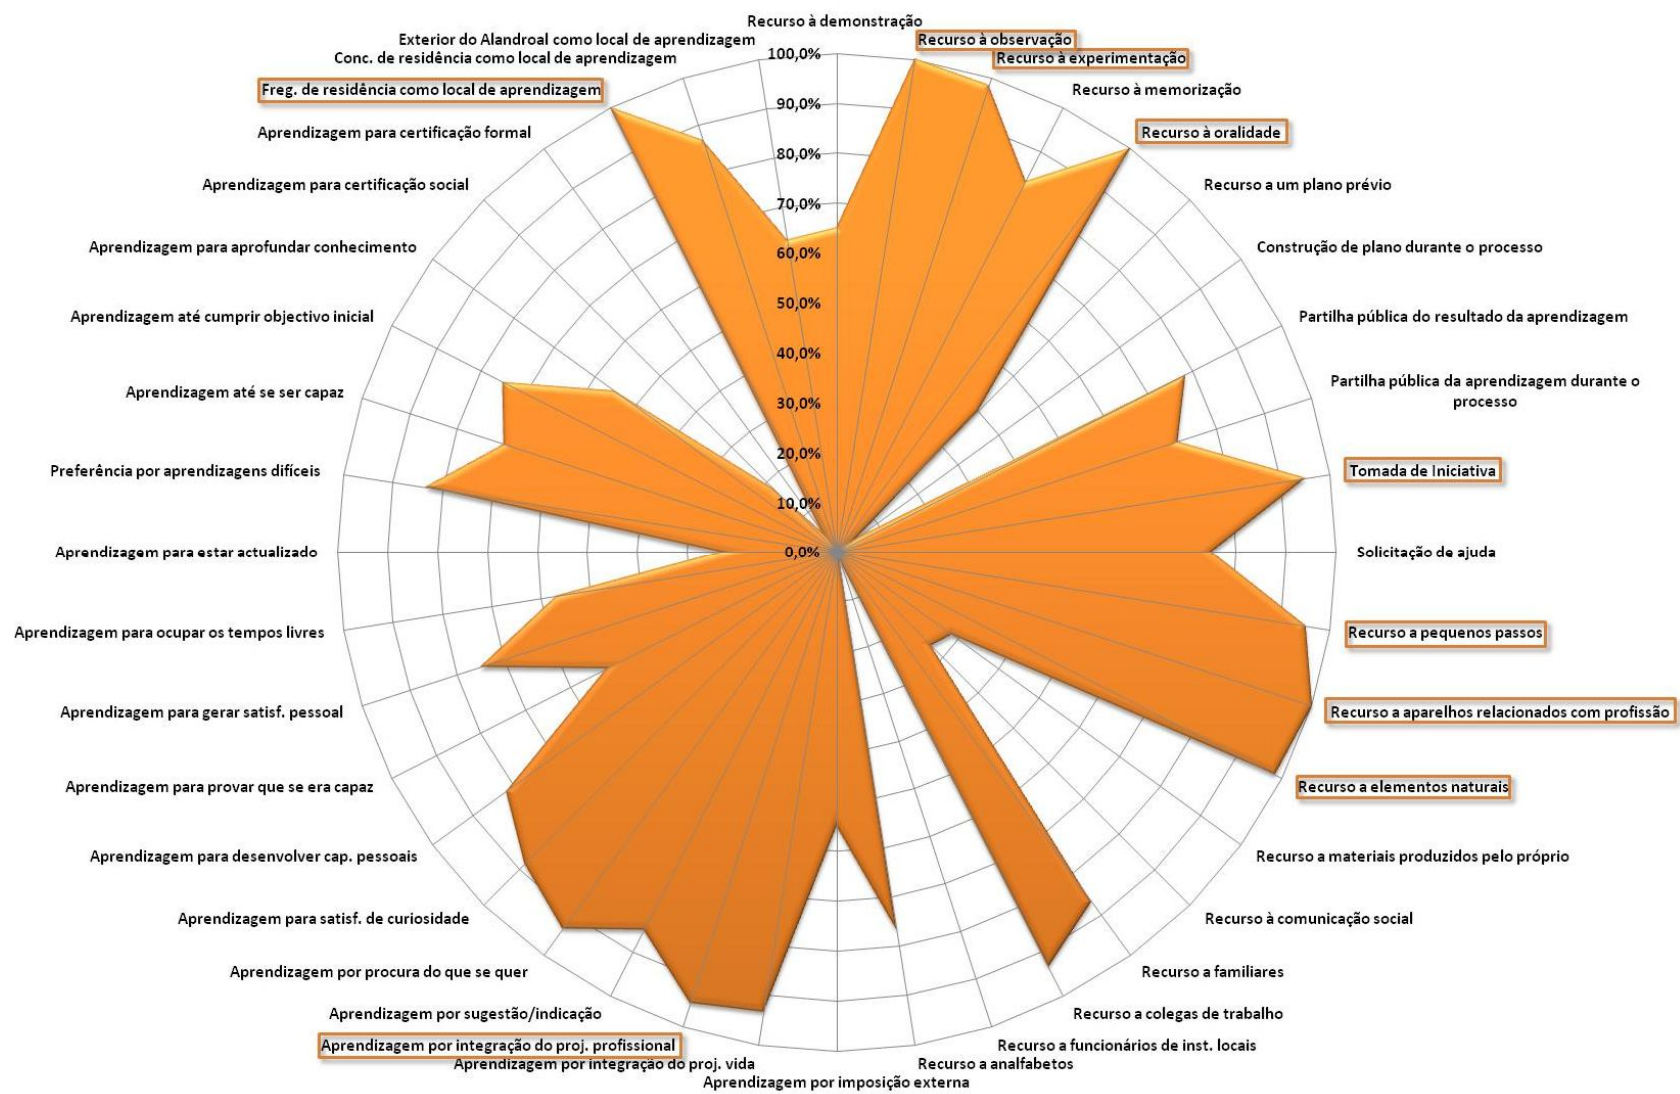 Recurso à demonstração
Recurso à observação
Recurso à experimentação
Recurso à memorização
Recurso à oralidade
Recurso a um plano prévio
Construção de plano durante o processo
Partilha pública do resultado da aprendizagem
Partilha pública da aprendizagem durante o
processo
Tomada de Iniciativa
Solicitação de ajuda
Recurso a pequenos passos
Recurso a aparelhos relacionados com profissão
Recurso a elementos naturais
Recurso a materiais produzidos pelo próprio
Recurso à comunicação social
Recurso a familiares
Recurso a colegas de trabalho
Recurso a funcionários de inst. locais
Recurso a analfabetos
Aprendizagem por imposição externa
Aprendizagem por integração do proj. vida
Aprendizagem por integração do proj. profissional
Aprendizagem por sugestão/indicação
Aprendizagem por procura do que se quer
Aprendizagem para satisf. de curiosidade
Aprendizagem para desenvolver cap. pessoais
Aprendizagem para provar que se era capaz
Aprendizagem para gerar satisf. pessoal
Aprendizagem para ocupar os tempos livres
Aprendizagem para estar actualizado
Preferência por aprendizagens difíceis
Aprendizagem até se ser capaz
Aprendizagem até cumprir objectivo inicial
Aprendizagem para aprofundar conhecimento
Aprendizagem para certificação social
Aprendizagem para certificação formal
Freg. de residência como local de aprendizagem
Conc. de residência como local de aprendizagem
Exterior do Alandroal como local de aprendizagem
100,0%
90,0%
80,0%
70,0%
60,0%
50,0%
40,0%
30,0%
20,0%
10,0%
0,0%